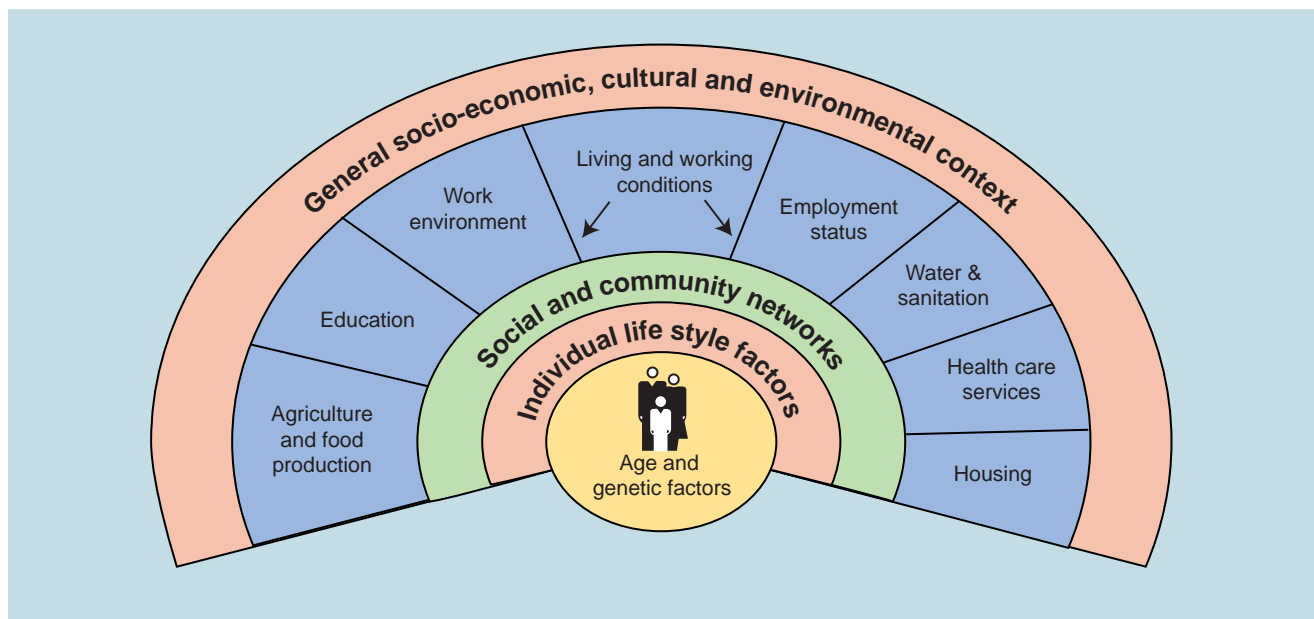 General socio-economic, cultural and environmental context
Living and working
conditions
Work
environment
Employment
status
Education
Water &
sanitation
Agriculture
and food
production
Health care
services
Housing
Social and community networks
Individual life style factors
Age and
genetic factors